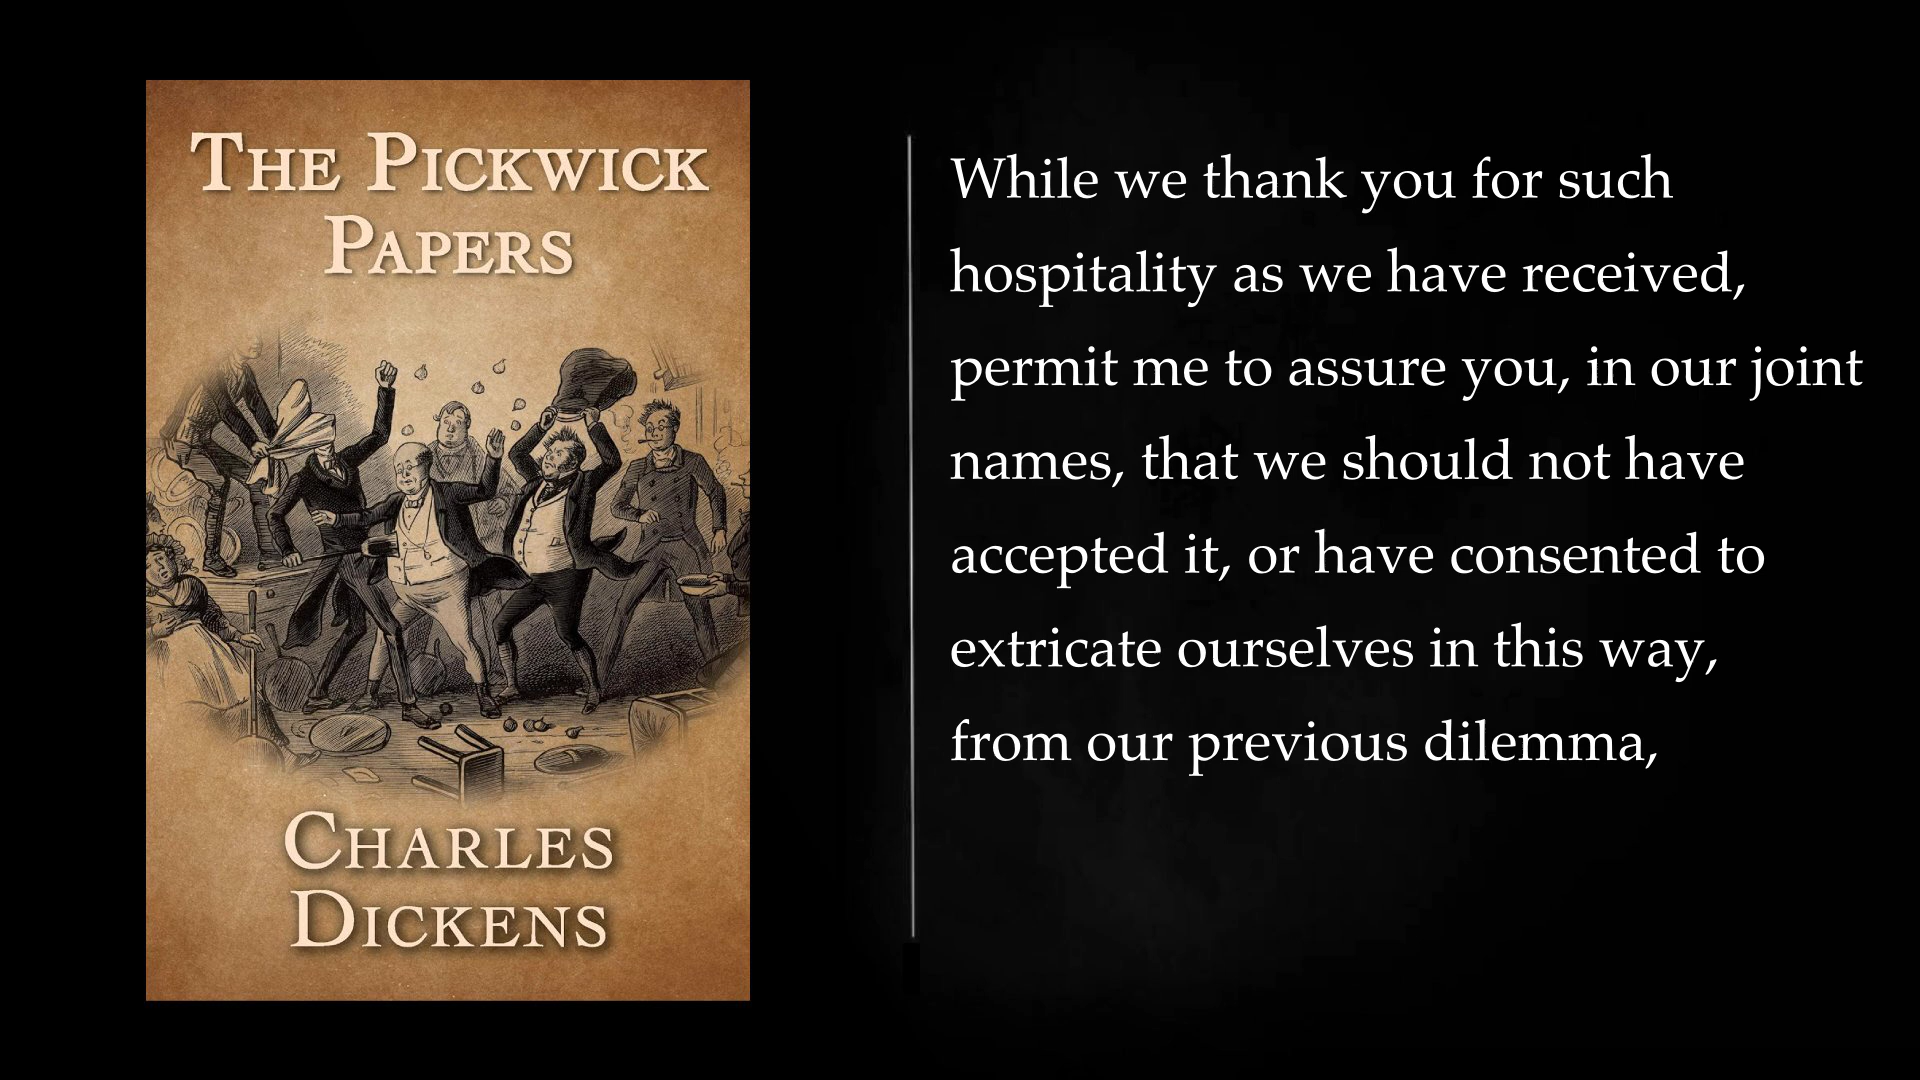 The Pickwick
Papers
Charles
Dickens
While we thank you for such
hospitality as we have received,
permit me to assure you, in our joint
names, that we should not have
accepted it, or have consented to
extricate ourselves in this way,
from our previous dilemma,